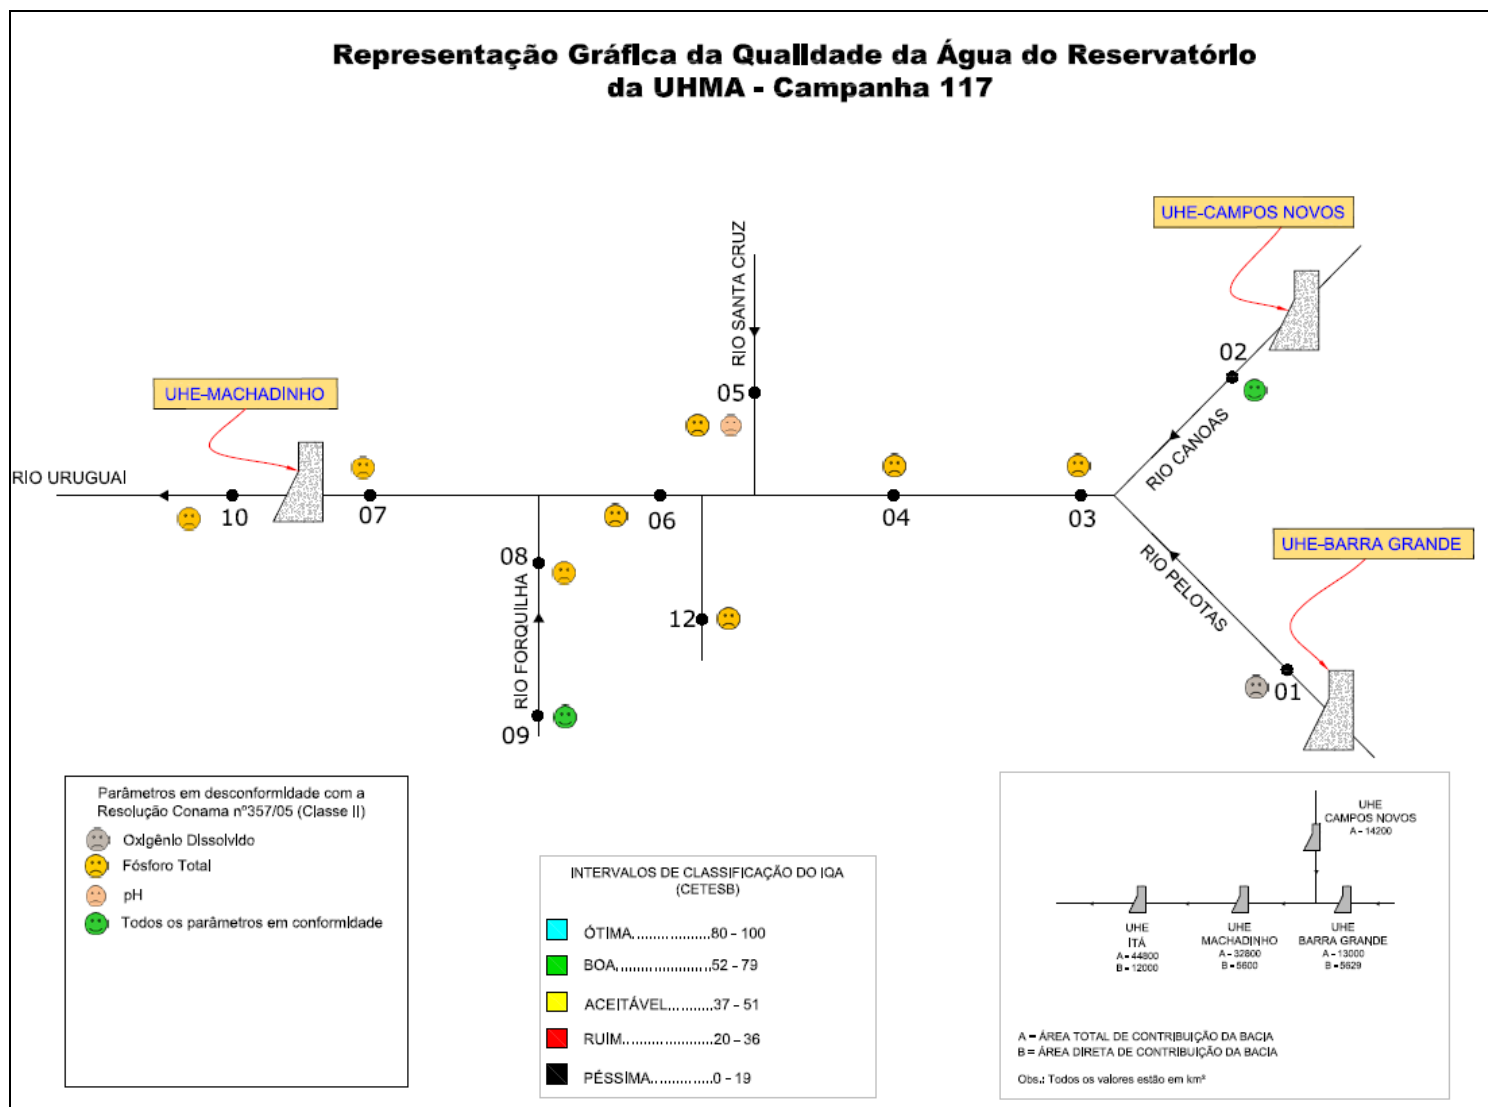 Representação Gráfica da Qualidade da Água do Reservatório
da UHMA - Campanha 117
UHE-CAMPOS NOVOS
RIO SANTA CRUZ
02
UHE-MACHADINHO
05
RIO CANOAS
RIO URUGUAI
10
07
06
04
03
UHE-BARRA GRANDE
08
RIO PELOTAS
RIO FORQUILHA
12
01
09
Parâmetros em desconformidade com a
Resolução Conama nº357/05 (Classe II)
Oxigênio Dissolvido
Fósforo Total
pH
Todos os parâmetros em conformidade
INTERVALOS DE CLASSIFICAÇÃO DO IQA
(CETESB)
ÓTIMA...................80 - 100
BOA.......................52 - 79
ACEITÁVEL...........37 - 51
RUIM......................20 - 36
PÉSSIMA...............0 - 19
UHE
CAMPOS NOVOS
A - 14200
UHE
ITÁ
A - 44800
B - 12000
UHE
MACHADINHO
A - 32800
B - 5600
UHE
BARRA GRANDE
A - 13000
B - 5629
A = ÁREA TOTAL DE CONTRIBUIÇÃO DA BACIA
B = ÁREA DIRETA DE CONTRIBUIÇÃO DA BACIA
Obs.: Todos os valores estão em km²